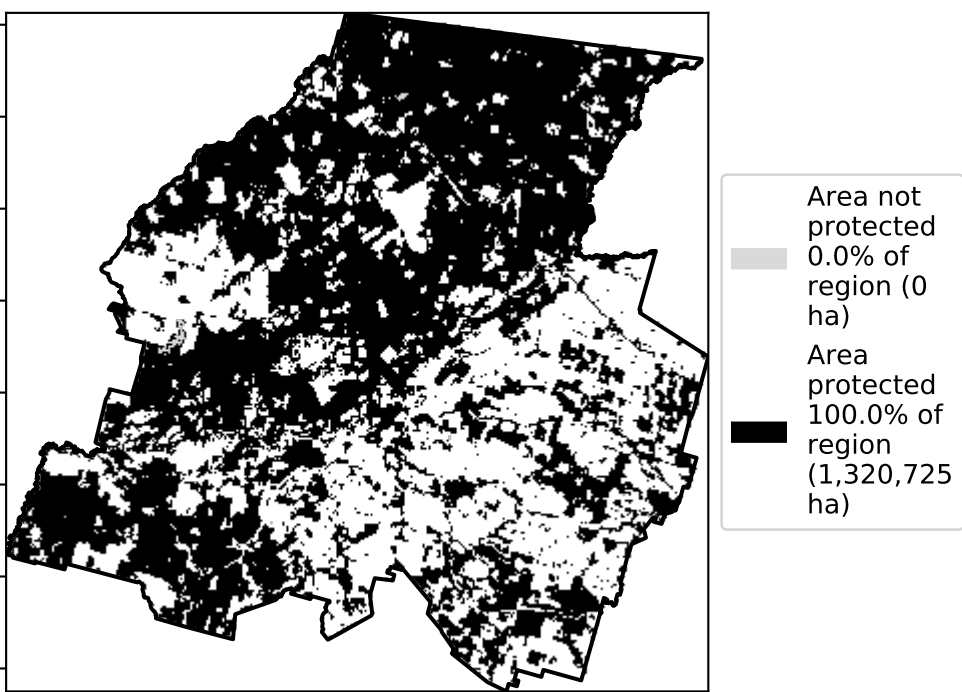 Area not
protected
0.0% of
region (0
ha)
Area
protected
100.0% of
region
(1,320,725
ha)